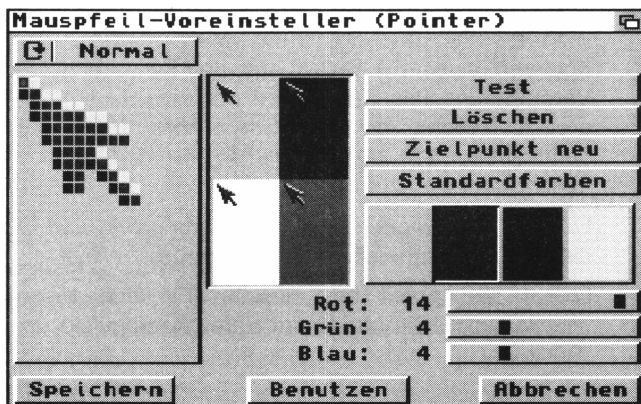 Mauspfeil-Voreinsteller (Pointer)
Normal
Test
Löschen
Zielpunkt neu
Standardfarben
Rot: 14
Grün: 4
Blau: 4
Speichern
Benutzen
Abbrechen